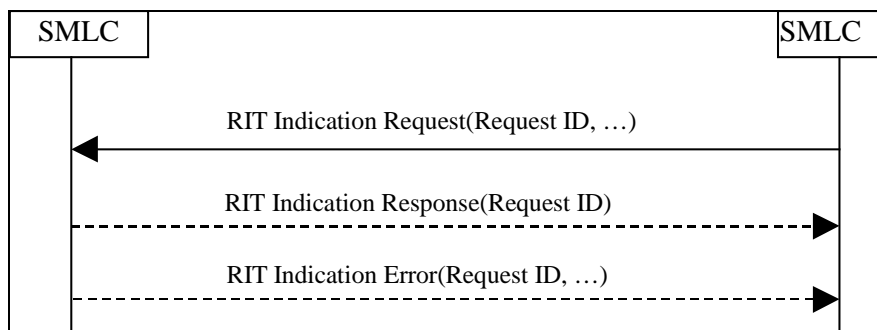 SMLC
SMLC
RIT Indication Request(Request ID, …)
RIT Indication Response(Request ID)
RIT Indication Error(Request ID, …)